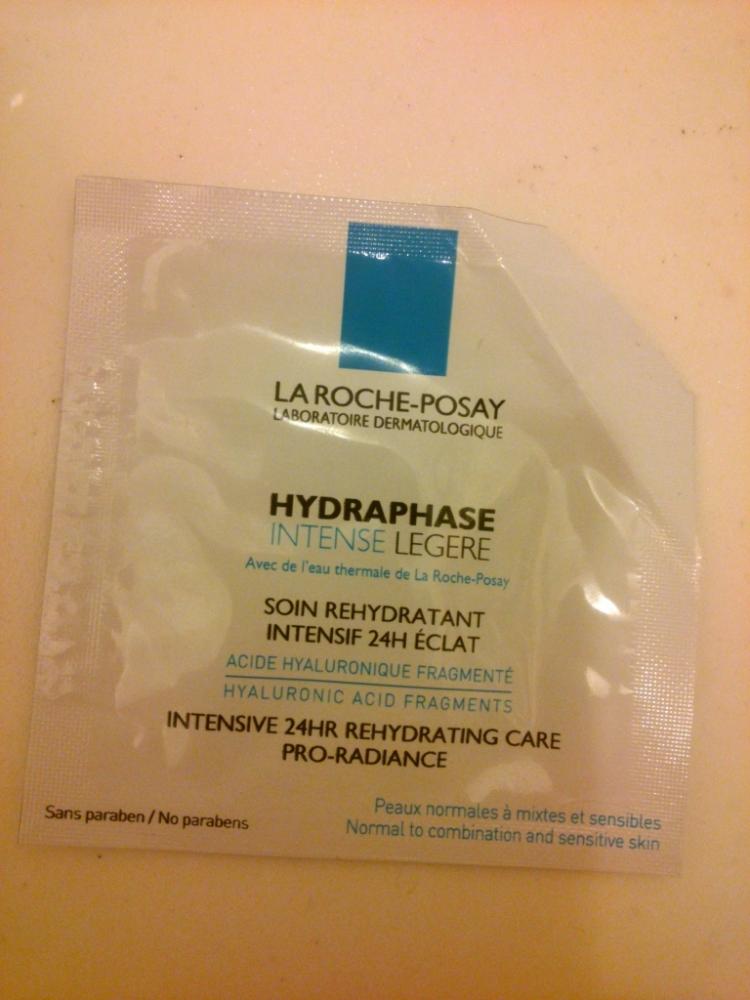 LA ROCHE-POSAY
LABORATOIRE DERMATOLOGIQUE
HYDRAPHASE
INTENSE LEGERE
Avec de l'eau thermale de La Roche-Posay
SOIN REHYDRATANT
INTENSIF 24H ÉCLAT
ACIDE HYALURONIQUE FRAGMENTÉ
HYALURONIC ACID FRAGMENTS
INTENSIVE 24HR REHYDRATING CARE
PRO-RADIANCE
Sans paraben / No parabens
Peaux normales à mixtes et sensibles
Normal to combination and sensitive skin